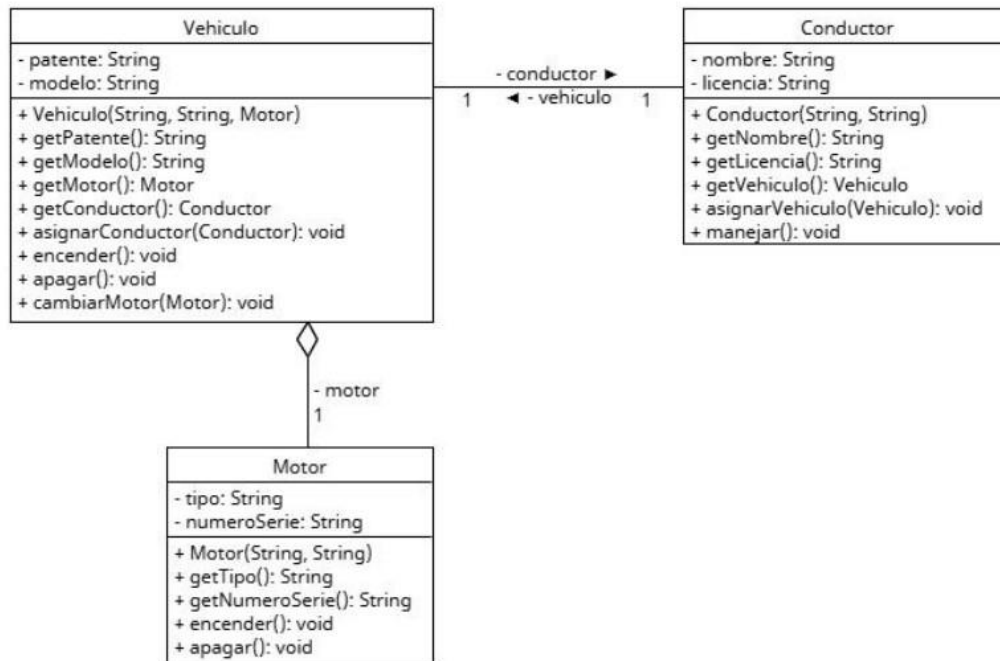 Vehiculo
- patente: String
- modelo: String
+ Vehiculo(String, String, Motor)
+ getPatente(): String
+ getModelo(): String
+ getMotor(): Motor
+ getConductor(): Conductor
+ asignarConductor(Conductor): void
+ encender(): void
+ apagar(): void
+ cambiarMotor(Motor): void
- conductor ►
1 ◄ - vehiculo 1
Conductor
- nombre: String
- licencia: String
+ Conductor(String, String)
+ getNombre(): String
+ getLicencia(): String
+ getVehiculo(): Vehiculo
+ asignarVehiculo(Vehiculo): void
+ manejar(): void
- motor
1
Motor
- tipo: String
- numeroSerie: String
+ Motor(String, String)
+ getTipo(): String
+ getNumeroSerie(): String
+ encender(): void
+ apagar(): void